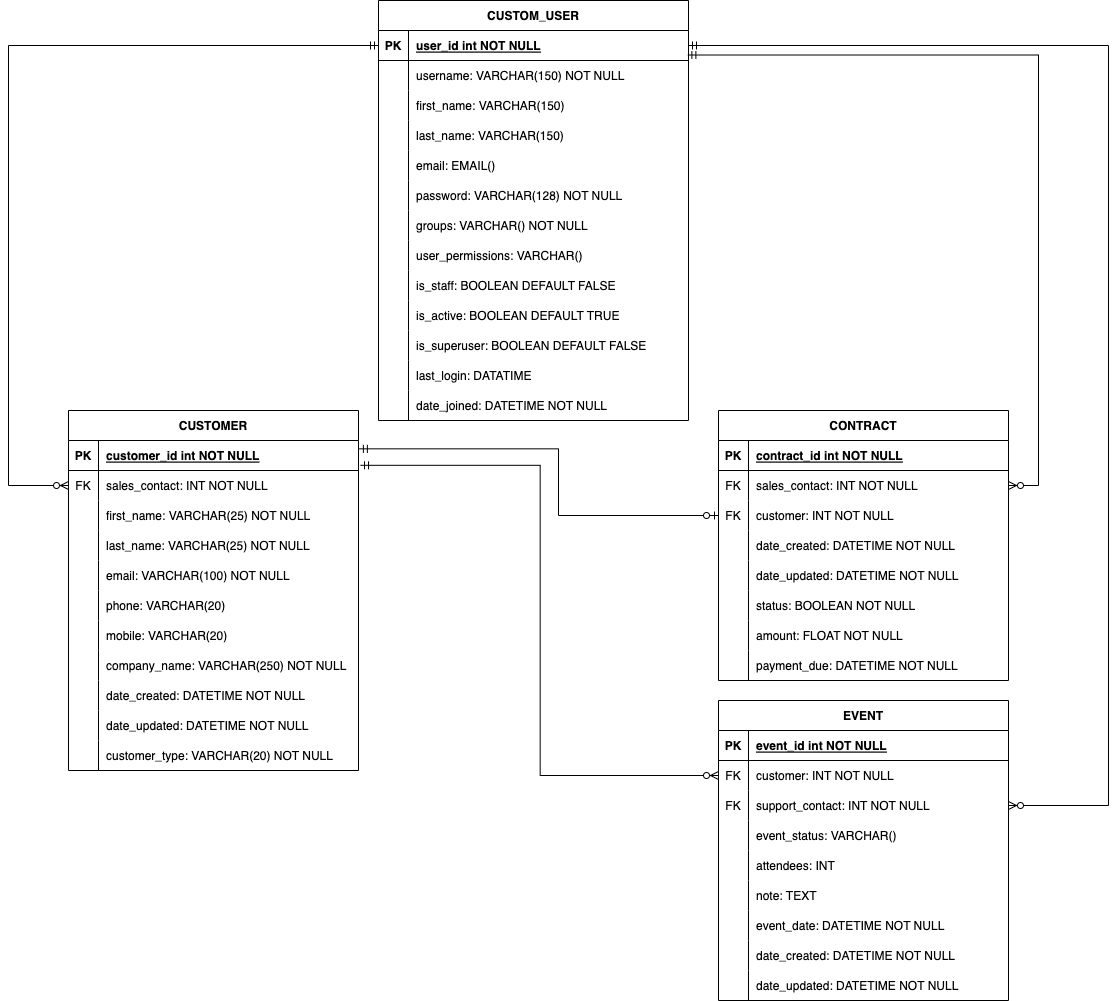 CUSTOM_USER
PK user_id int NOT NULL
username: VARCHAR(150) NOT NULL
first_name: VARCHAR(150)
last_name: VARCHAR(150)
email: EMAIL()
password: VARCHAR(128) NOT NULL
groups: VARCHAR() NOT NULL
user_permissions: VARCHAR()
is_staff: BOOLEAN DEFAULT FALSE
is_active: BOOLEAN DEFAULT TRUE
is_superuser: BOOLEAN DEFAULT FALSE
last_login: DATATIME
date_joined: DATETIME NOT NULL
CUSTOMER
PK customer_id int NOT NULL
FK sales_contact: INT NOT NULL
first_name: VARCHAR(25) NOT NULL
last_name: VARCHAR(25) NOT NULL
email: VARCHAR(100) NOT NULL
phone: VARCHAR(20)
mobile: VARCHAR(20)
company_name: VARCHAR(250) NOT NULL
date_created: DATETIME NOT NULL
date_updated: DATETIME NOT NULL
customer_type: VARCHAR(20) NOT NULL
CONTRACT
PK contract_id int NOT NULL
FK sales_contact: INT NOT NULL
FK customer: INT NOT NULL
date_created: DATETIME NOT NULL
date_updated: DATETIME NOT NULL
status: BOOLEAN NOT NULL
amount: FLOAT NOT NULL
payment_due: DATETIME NOT NULL
EVENT
PK event_id int NOT NULL
FK customer: INT NOT NULL
FK support_contact: INT NOT NULL
event_status: VARCHAR()
attendees: INT
note: TEXT
event_date: DATETIME NOT NULL
date_created: DATETIME NOT NULL
date_updated: DATETIME NOT NULL